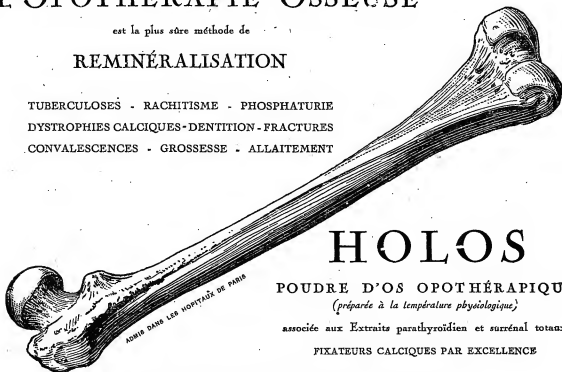 L'OPOTHÉRAPIE OSSEUSE
est la plus sûre méthode de
REMINÉRALISATION
TUBERCULOSES - RACHITISME - PHOSPHATURIE
DYSTROPHIES CALCIQUES - DENTITION - FRACTURES
CONVALESCENCES - GROSSESSE - ALLAITEMENT
HOLOS
POUDRE D'OS OPOTHÉRAPIQU
(préparée à la température physiologique)
ADMIS DANS LES HOPITAUX DE PARIS
associée aux Extraits parathyroïdien et surrénal totau
FIXATEURS CALCIQUES PAR EXCELLENCE